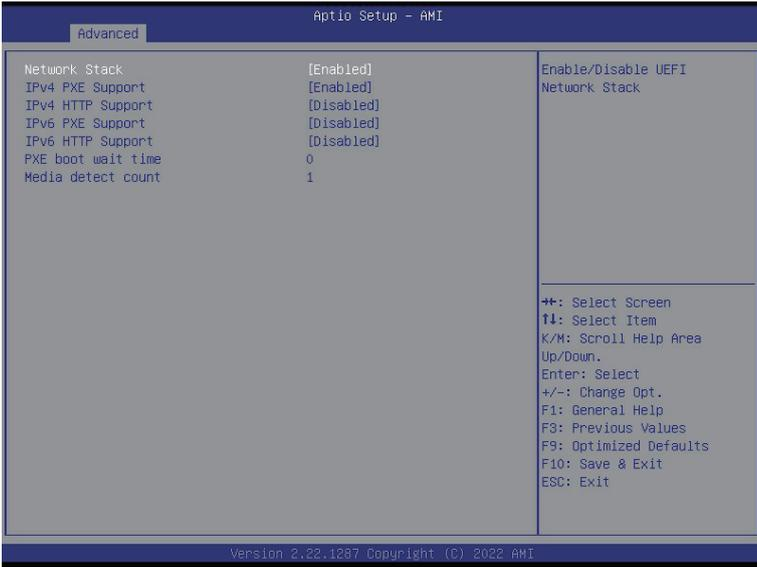 Aptio Setup – AMI
Advanced
Network Stack [Enabled]
IPv4 PXE Support [Enabled]
IPv4 HTTP Support [Disabled]
IPv6 PXE Support [Disabled]
IPv6 HTTP Support [Disabled]
PXE boot wait time 0
Media detect count 1
Enable/Disable UEFI
Network Stack
→←: Select Screen
↑↓: Select Item
K/M: Scroll Help Area
Up/Down.
Enter: Select
+/-: Change Opt.
F1: General Help
F3: Previous Values
F9: Optimized Defaults
F10: Save & Exit
ESC: Exit
Version 2.22.1287 Copyright (C) 2022 AMI